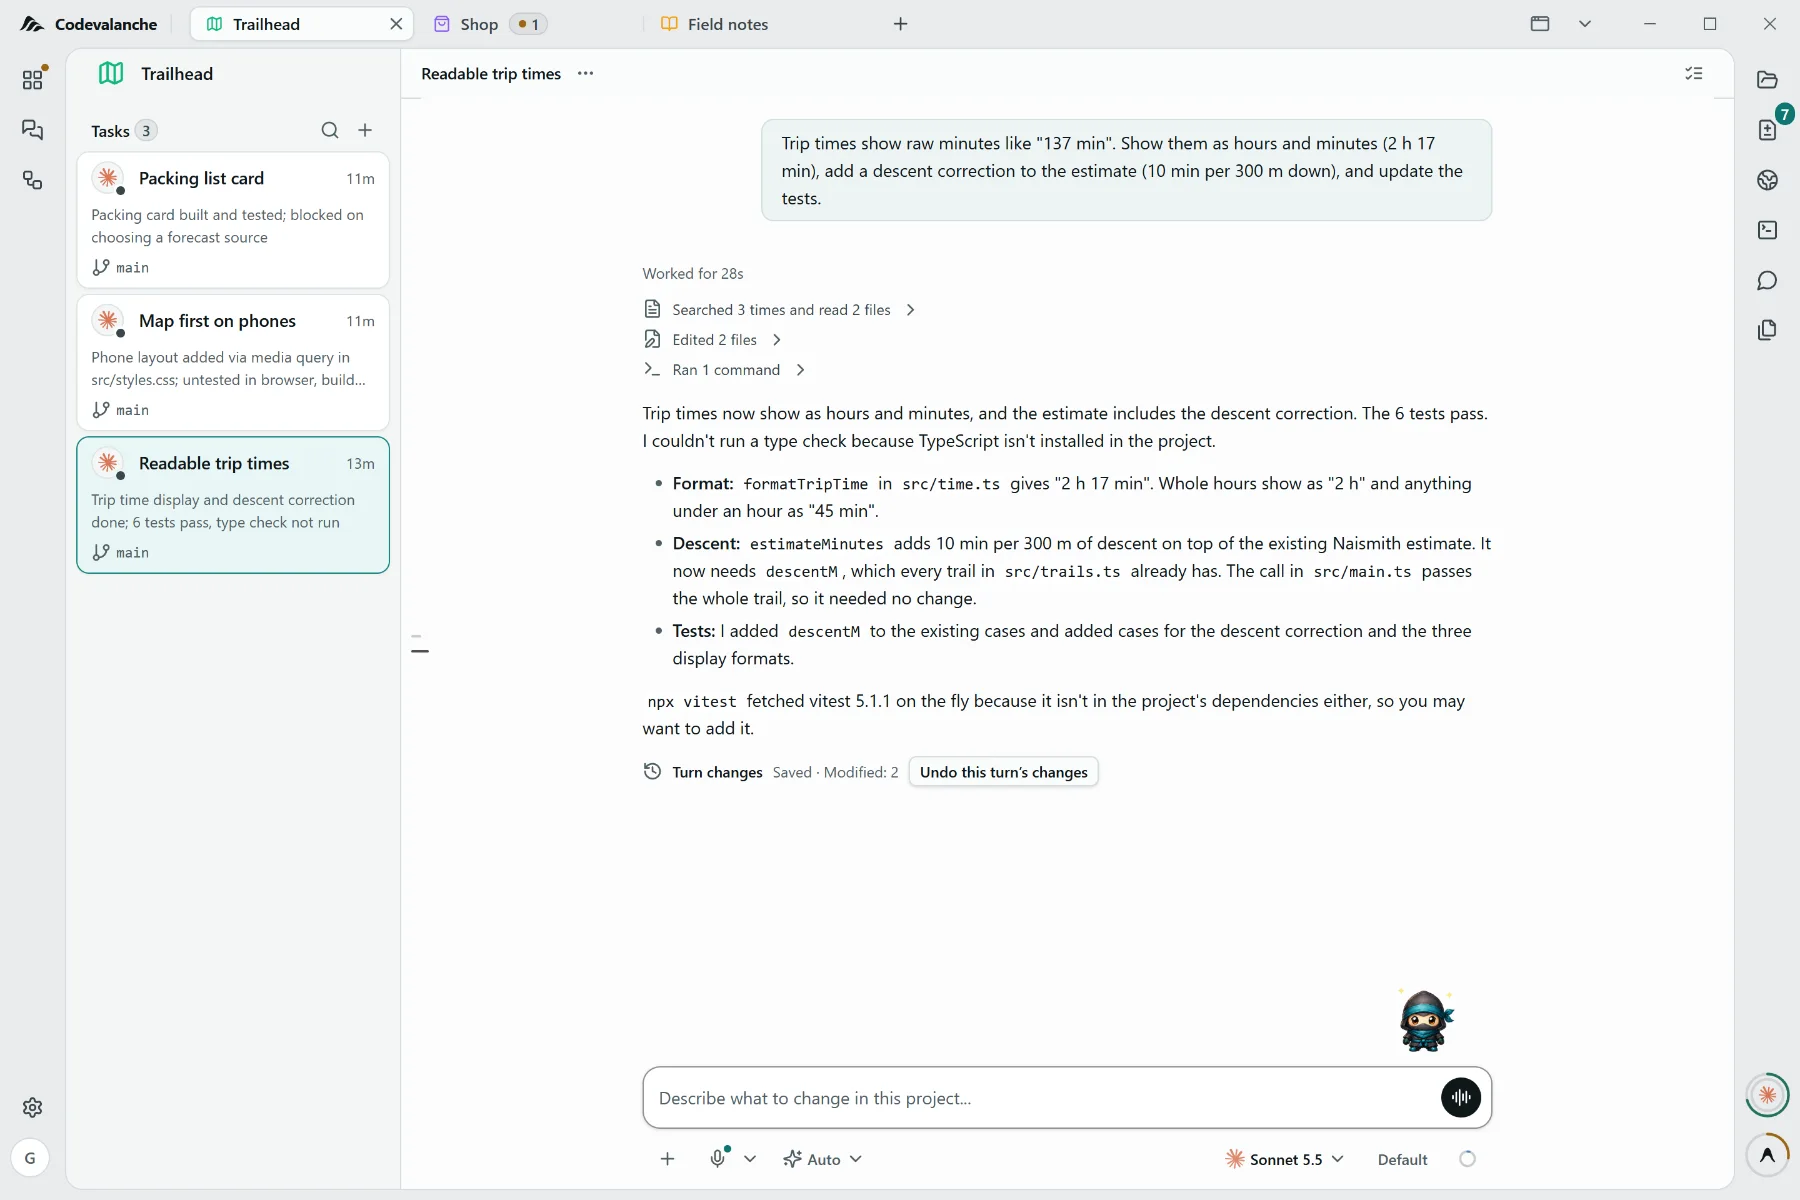 Codevalanche
Trailhead
Shop
1
Field notes
Trailhead
Readable trip times
Tasks 3
Packing list card
11m
Packing card built and tested; blocked on
choosing a forecast source
main
Map first on phones
11m
Phone layout added via media query in
src/styles.css; untested in browser, build...
main
Readable trip times
13m
Trip time display and descent correction
done; 6 tests pass, type check not run
main
Trip times show raw minutes like "137 min". Show them as hours and minutes (2 h 17
min), add a descent correction to the estimate (10 min per 300 m down), and update the
tests.
Worked for 28s
Searched 3 times and read 2 files
Edited 2 files
Ran 1 command
Trip times now show as hours and minutes, and the estimate includes the descent correction. The 6 tests pass.
I couldn't run a type check because TypeScript isn't installed in the project.
• Format: formatTripTime in src/time.ts gives "2 h 17 min". Whole hours show as "2 h" and anything
under an hour as "45 min".
• Descent: estimateMinutes adds 10 min per 300 m of descent on top of the existing Naismith estimate. It
now needs descentM, which every trail in src/trails.ts already has. The call in src/main.ts passes
the whole trail, so it needed no change.
• Tests: I added descentM to the existing cases and added cases for the descent correction and the three
display formats.
npx vitest fetched vitest 5.1.1 on the fly because it isn't in the project's dependencies either, so you may
want to add it.
Turn changes Saved · Modified: 2 Undo this turn's changes
Describe what to change in this project...
Auto
Sonnet 5.5
Default
7
G